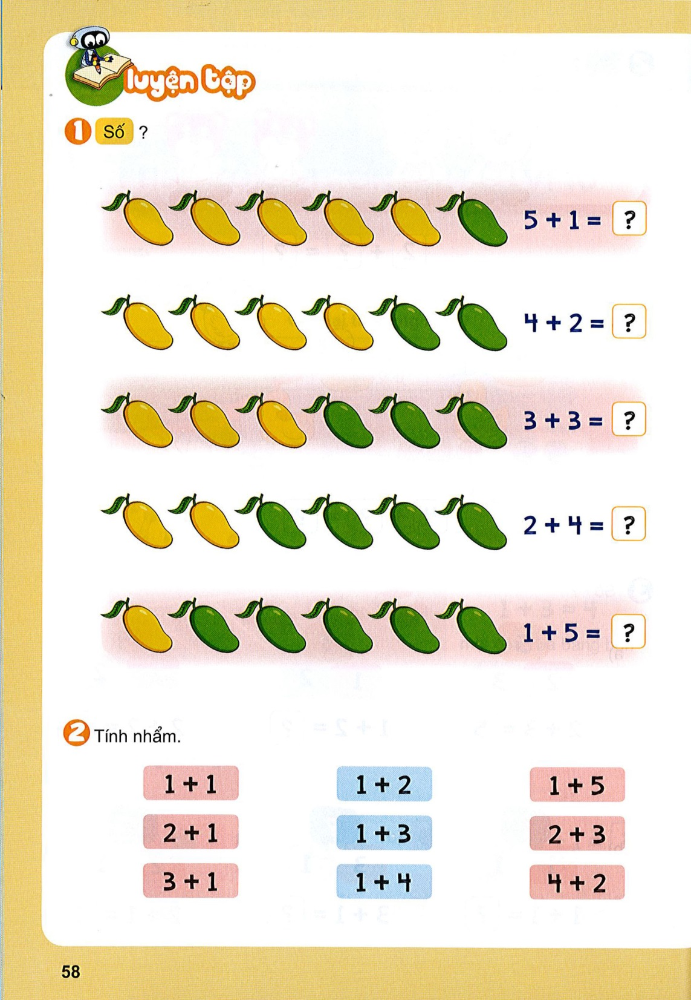 luyện tập
1 Số ?
5 + 1 = ?
4 + 2 = ?
3 + 3 = ?
2 + 4 = ?
1 + 5 = ?
2 Tính nhẩm.
1 + 1 1 + 2 1 + 5
2 + 1 1 + 3 2 + 3
3 + 1 1 + 4 4 + 2
58